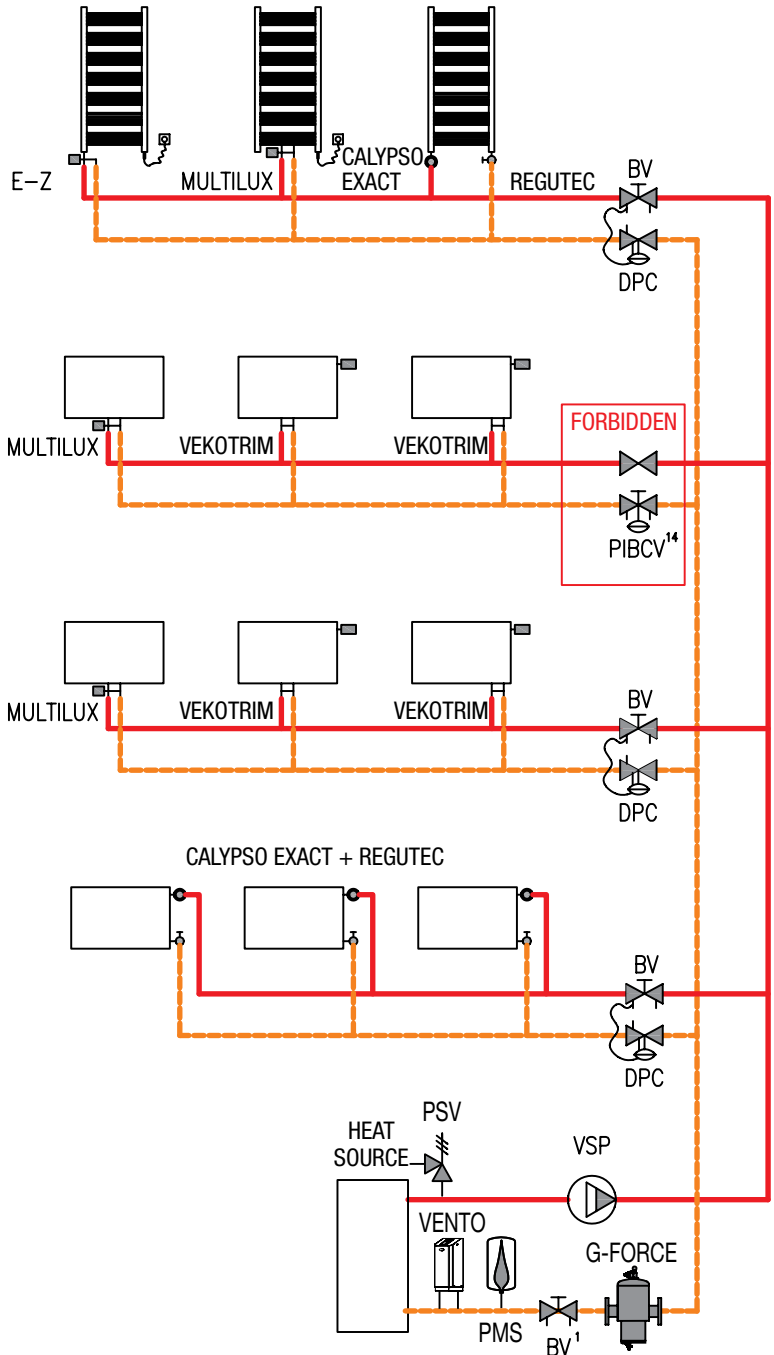 E-Z
MULTILUX
CALYPSO
EXACT
REGUTEC
BV
DPC
FORBIDDEN
MULTILUX
VEKOTRIM
VEKOTRIM
PIBCV¹⁴
BV
MULTILUX
VEKOTRIM
VEKOTRIM
DPC
CALYPSO EXACT + REGUTEC
BV
DPC
PSV
HEAT
SOURCE
VSP
VENTO
G-FORCE
PMS
BV¹